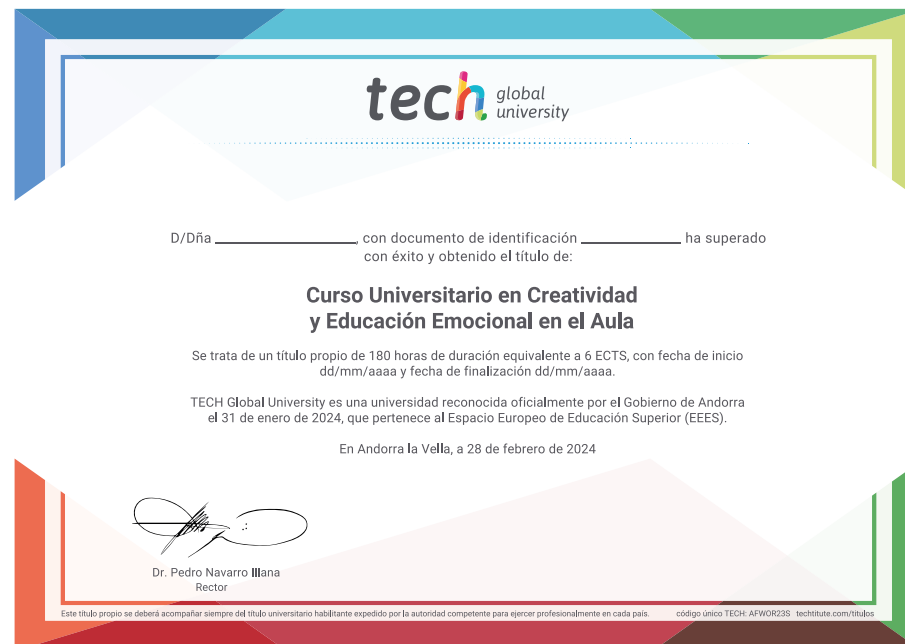 tech global university
D/Dña ____________________, con documento de identificación ______________ ha superado
con éxito y obtenido el título de:
Curso Universitario en Creatividad
y Educación Emocional en el Aula
Se trata de un título propio de 180 horas de duración equivalente a 6 ECTS, con fecha de inicio
dd/mm/aaaa y fecha de finalización dd/mm/aaaa.
TECH Global University es una universidad reconocida oficialmente por el Gobierno de Andorra
el 31 de enero de 2024, que pertenece al Espacio Europeo de Educación Superior (EEES).
En Andorra la Vella, a 28 de febrero de 2024
Dr. Pedro Navarro Illana
Rector
Este título propio se deberá acompañar siempre del título universitario habilitante expedido por la autoridad competente para ejercer profesionalmente en cada país. código único TECH: AFWOR23S techtitute.com/titulos